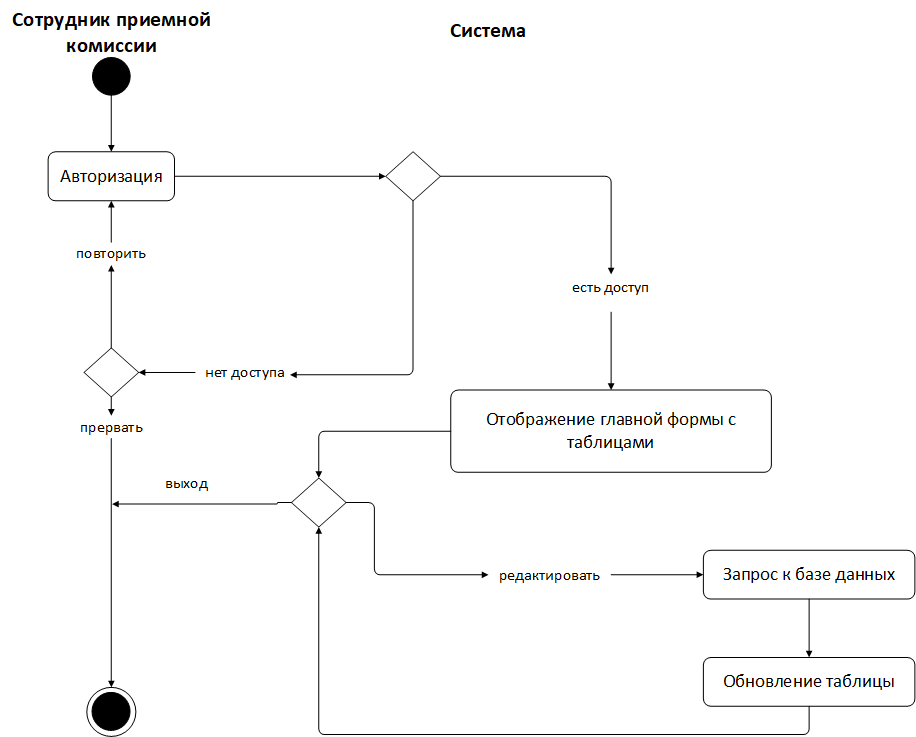 Сотрудник приемной
комиссии
Система
Авторизация
повторить
есть доступ
нет доступа
прервать
Отображение главной формы с
таблицами
выход
редактировать
Запрос к базе данных
Обновление таблицы